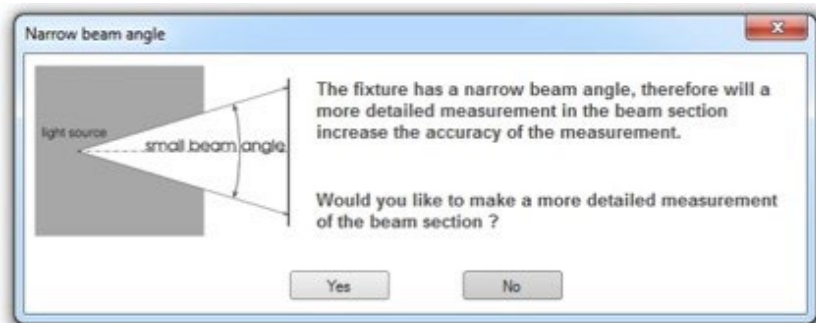 Narrow beam angle
x
The fixture has a narrow beam angle, therefore will a
more detailed measurement in the beam section
increase the accuracy of the measurement.
light source
small beam angle
Would you like to make a more detailed measurement
of the beam section ?
Yes
No